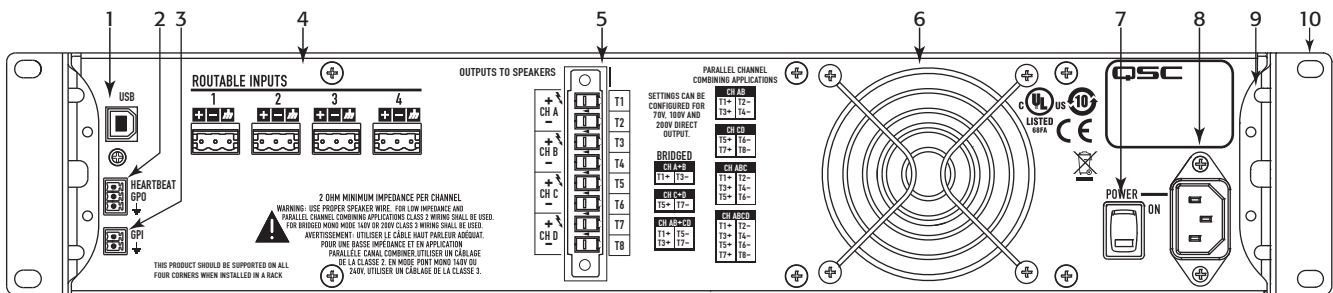 1
2
3
4
5
6
7
8
9
10
USB
HEARTBEAT
GPO
GPI
ROUTABLE INPUTS
1 2 3 4
+ − + − + − + −
THIS PRODUCT SHOULD BE SUPPORTED ON ALL
FOUR CORNERS WHEN INSTALLED IN A RACK
2 OHM MINIMUM IMPEDANCE PER CHANNEL
WARNING: USE PROPER SPEAKER WIRE. FOR LOW IMPEDANCE AND
PARALLEL CHANNEL COMBINING APPLICATIONS CLASS 2 WIRING SHALL BE USED.
FOR BRIDGED MONO MODE 140V OR 200V CLASS 3 WIRING SHALL BE USED.
AVERTISSEMENT: UTILISER LE CÂBLE HAUT PARLEUR ADÉQUAT.
POUR UNE BASSE IMPÉDANCE ET EN APPLICATION
PARALLÈLE CANAL COMBINER,UTILISER UN CÂBLAGE
DE LA CLASSE 2. EN MODE PONT MONO 140V OU
240V, UTILISER UN CÂBLAGE DE LA CLASSE 3.
OUTPUTS TO SPEAKERS
+
CH A
−
+
CH B
−
+
CH C
−
+
CH D
−
T1
T2
T3
T4
T5
T6
T7
T8
SETTINGS CAN BE
CONFIGURED FOR
70V, 100V AND
200V DIRECT
OUTPUT.
BRIDGED
CH A+B
T1+ T3−
CH C+D
T5+ T7−
CH AB+CD
T1+ T5−
T3+ T7−
PARALLEL CHANNEL
COMBINING APPLICATIONS
CH AB
T1+ T2−
T3+ T4−
CH CD
T5+ T6−
T7+ T8−
CH ABC
T1+ T2−
T3+ T4−
T5+ T6−
CH ABCD
T1+ T2−
T3+ T4−
T5+ T6−
T7+ T8−
C UL US
LISTED
68FA
10
CE
QSC
POWER
ON